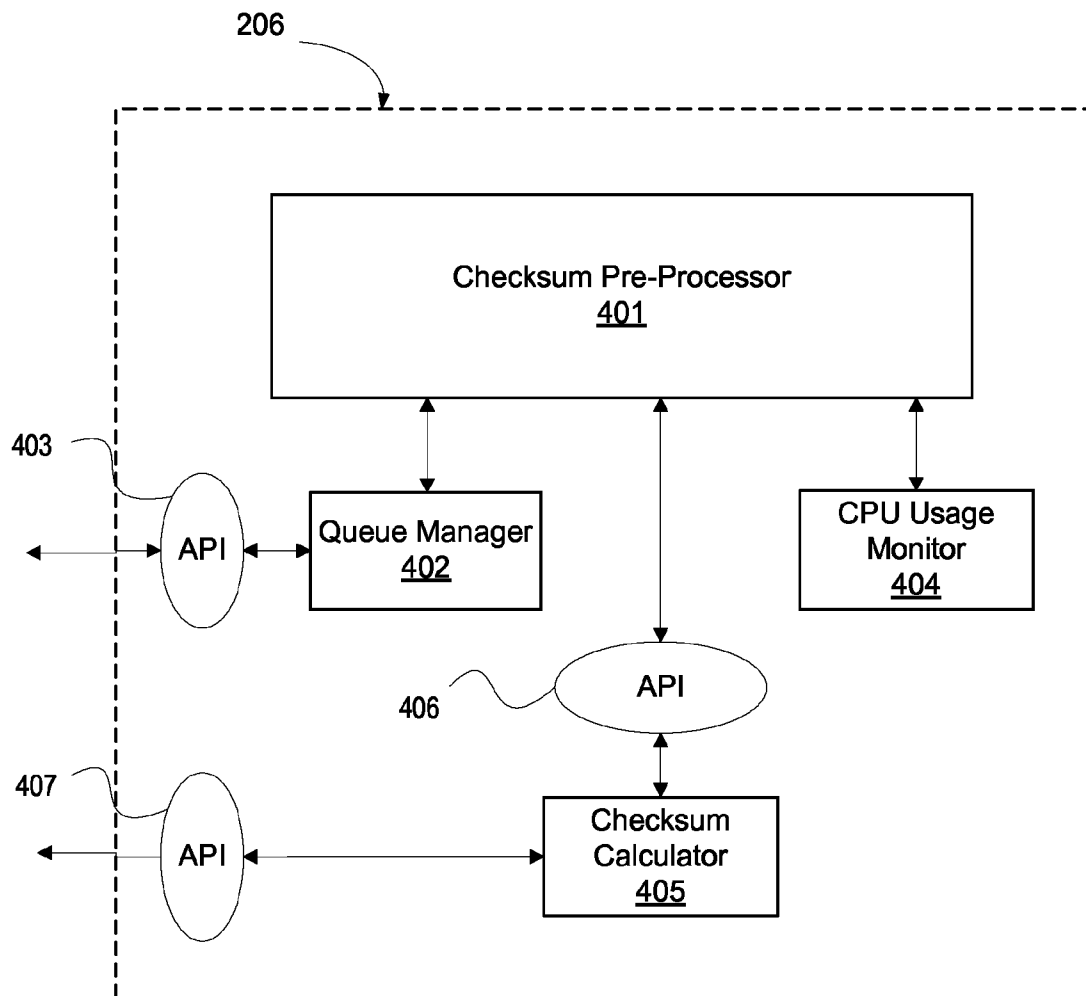 206
Checksum Pre-Processor
401
403
API
Queue Manager
402
CPU Usage
Monitor
404
API
406
407
API
Checksum
Calculator
405